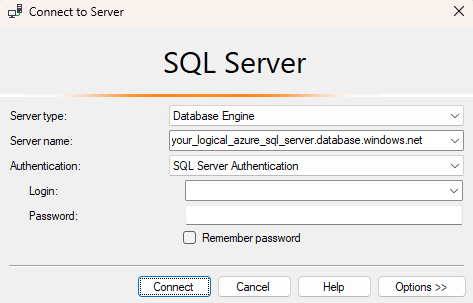 Connect to Server
SQL Server
Server type: Database Engine
Server name: your_logical_azure_sql_server.database.windows.net
Authentication: SQL Server Authentication
Login:
Password:
Remember password
Connect Cancel Help Options >>